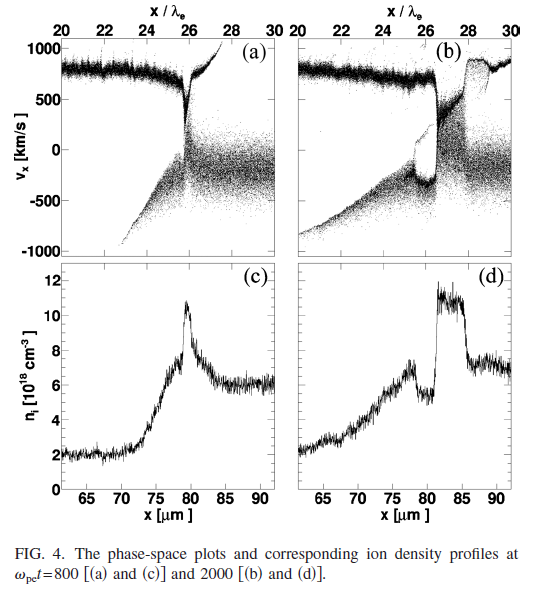 x / λe x / λe
20 22 24 26 28 30 20 22 24 26 28 30
1000 (a) (b)
500
0
-500
-1000
vx [km/s]
(c) (d)
12
10
8
6
4
2
0
ni [10^18 cm^-3]
65 70 75 80 85 90 65 70 75 80 85 90
x [μm] x [μm]
FIG. 4. The phase-space plots and corresponding ion density profiles at
ωpet=800 [(a) and (c)] and 2000 [(b) and (d)].